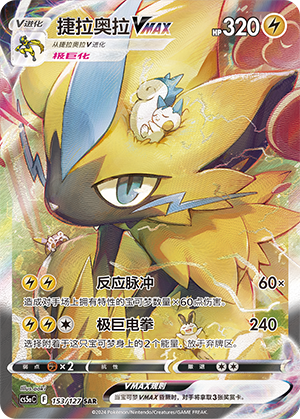 V进化
捷拉奥拉VMAX
HP320
从捷拉奥拉V进化
极巨化
反应脉冲
60×
造成对手场上拥有特性的宝可梦数量×60点伤害。
极巨电拳
240
选择附着于这只宝可梦身上的2个能量，放于弃牌区。
弱点
×2
抵抗力
撤退
VMAX规则
当宝可梦VMAX昏厥时，对手将拿取3张奖赏卡。
CS5aC F 153/127 SAR
©2024 Pokémon/Nintendo/Creatures/GAME FREAK